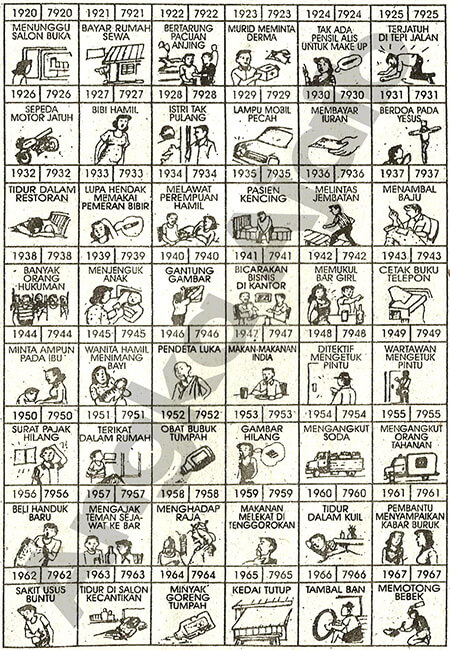 1920 7920 1921 7921 1922 7922 1923 7923 1924 7924 1925 7925
MENUNGGU
SALON BUKA
BAYAR RUMAH
SEWA
BERTARUNG
PACUAN
ANJING
MURID MEMINTA
DERMA
TAK ADA
PENSIL ALIS
UNTUK MAKE UP
TERJATUH
DI TEPI JALAN
1926 7926 1927 7927 1928 7928 1929 7929 1930 7930 1931 7931
SEPEDA
MOTOR JATUH
BIBI HAMIL
ISTRI TAK
PULANG
LAMPU MOBIL
PECAH
MEMBAYAR
IURAN
BERDOA PADA
YESUS
1932 7932 1933 7933 1934 7934 1935 7935 1936 7936 1937 7937
TIDUR DALAM
RESTORAN
LUPA HENDAK
MEMAKAI
PEMERAN BIBIR
MELAWAT
PEREMPUAN
HAMIL
PASIEN
KENCING
MELINTAS
JEMBATAN
MENAMBAL
BAJU
1938 7938 1939 7939 1940 7940 1941 7941 1942 7942 1943 7943
BANYAK
ORANG
HUKUMAN
MENJENGUK
ANAK
GANTUNG
GAMBAR
BICARAKAN
BISNIS
DI KANTOR
MEMUKUL
BAR GIRL
CETAK BUKU
TELEPON
1944 7944 1945 7945 1946 7946 1947 7947 1948 7948 1949 7949
MINTA AMPUN
PADA IBU
WANITA HAMIL
MENIMANG
BAYI
PENDETA LUKA
MAKAN-MAKANAN
INDIA
DITEKTIF
MENGETUK
PINTU
WARTAWAN
MENGETUK
PINTU
1950 7950 1951 7951 1952 7952 1953 7953 1954 7954 1955 7955
SURAT PAJAK
HILANG
TERIKAT
DALAM RUMAH
OBAT BUBUK
TUMPAH
GAMBAR
HILANG
MENGANGKUT
SODA
MENGANGKUT
ORANG
TAHANAN
1956 7956 1957 7957 1958 7958 1959 7959 1960 7960 1961 7961
BELI HANDUK
BARU
MENGAJAK
TEMAN SEJA
WAT KE BAR
MENGHADAP
RAJA
MAKANAN
MELEKAT DI
TENGGOROKAN
TIDUR
DALAM KUIL
PEMBANTU
MENYAMPAIKAN
KABAR BURUK
1962 7962 1963 7963 1964 7964 1965 7965 1966 7966 1967 7967
SAKIT USUS
BUNTU
TIDUR DI SALON
KECANTIKAN
MINYAK
GORENG
TUMPAH
KEDAI TUTUP
TAMBAL BAN
MEMOTONG
BEBEK